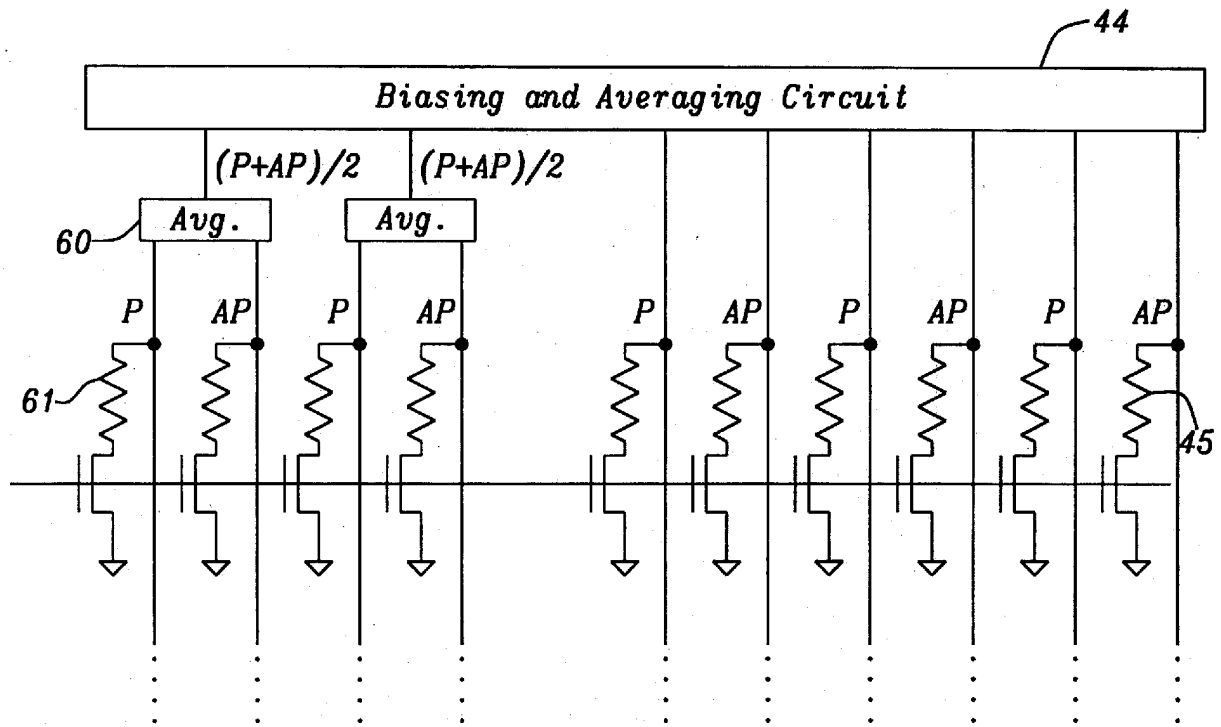 44
Biasing and Averaging Circuit
(P+AP)/2 (P+AP)/2
60 Avg. Avg.
P AP P AP P AP P AP P AP
61 45